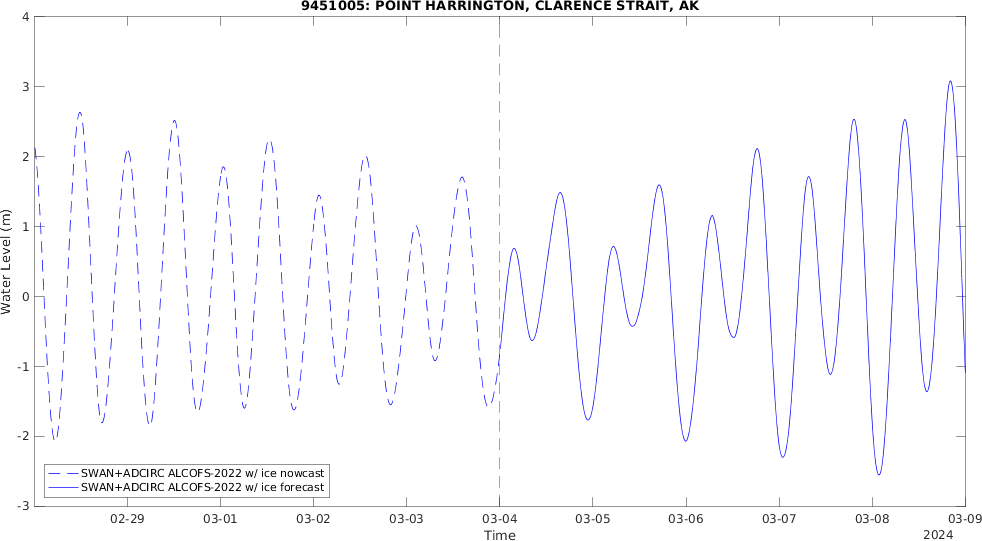 9451005: POINT HARRINGTON, CLARENCE STRAIT, AK
4
3
2
1
0
-1
-2
-3
Water Level (m)
SWAN+ADCIRC ALCOFS-2022 w/ ice nowcast
SWAN+ADCIRC ALCOFS-2022 w/ ice forecast
02-29 03-01 03-02 03-03 03-04 03-05 03-06 03-07 03-08 03-09
Time
2024